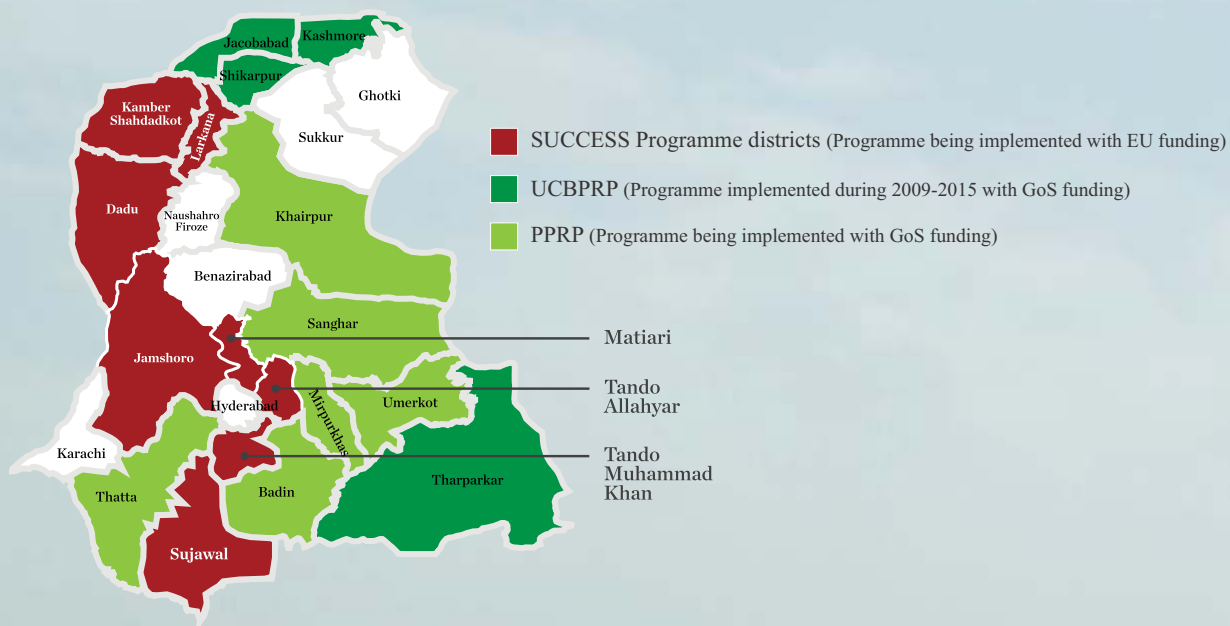 Jacobabad
Kashmore
Shikarpur
Ghotki
Kamber
Shahdadkot
Larkana
Sukkur
SUCCESS Programme districts (Programme being implemented with EU funding)
UCBPRP (Programme implemented during 2009-2015 with GoS funding)
PPRP (Programme being implemented with GoS funding)
Dadu
Naushahro
Firoze
Khairpur
Benazirabad
Sanghar
Matiari
Jamshoro
Tando
Allahyar
Hyderabad
Mirpurkhas
Umerkot
Karachi
Tando
Muhammad
Khan
Thatta
Badin
Tharparkar
Sujawal